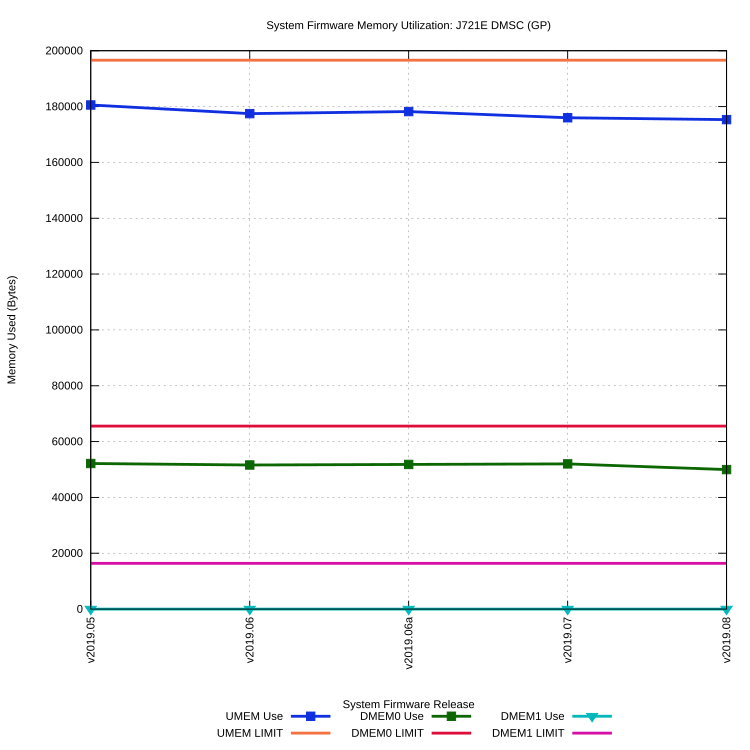 System Firmware Memory Utilization: J721E DMSC (GP)
200000
180000
160000
140000
120000
100000
80000
60000
40000
20000
0
Memory Used (Bytes)
v2019.05
v2019.06
v2019.06a
v2019.07
v2019.08
System Firmware Release
UMEM Use DMEM0 Use DMEM1 Use
UMEM LIMIT DMEM0 LIMIT DMEM1 LIMIT